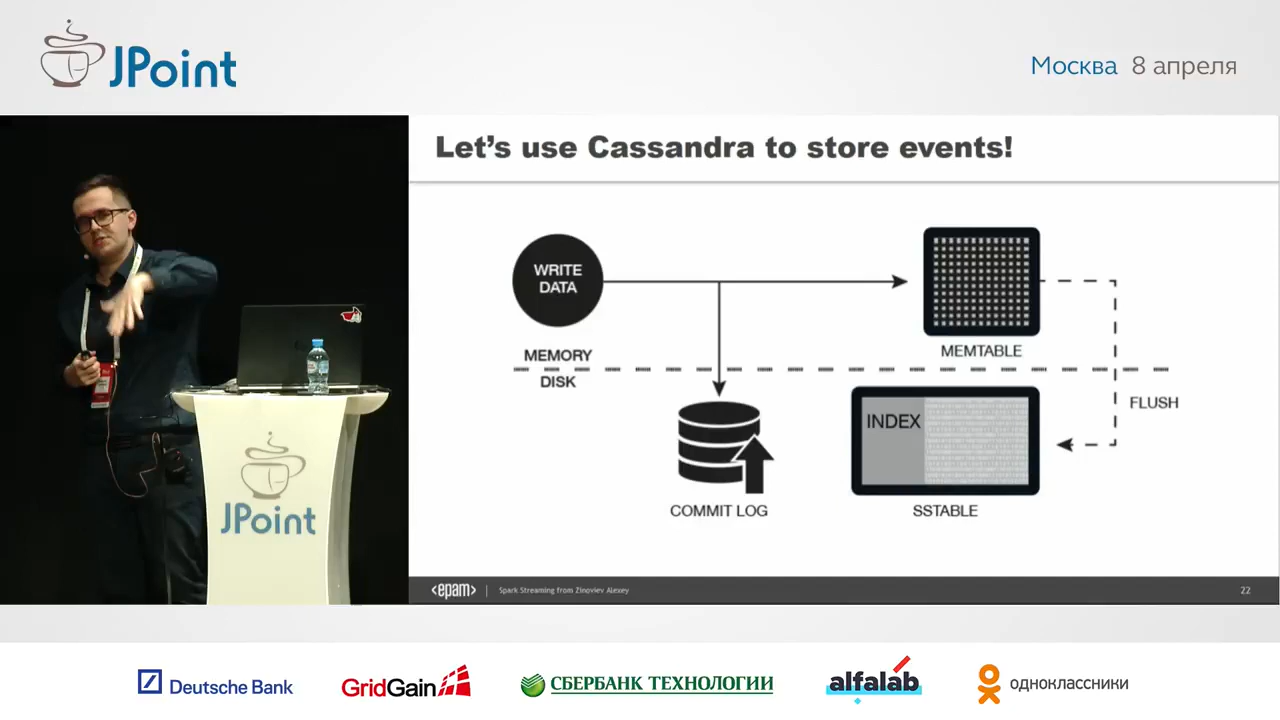 JPoint
Москва 8 апреля
Let's use Cassandra to store events!
WRITE
DATA
MEMTABLE
MEMORY
DISK
FLUSH
INDEX
COMMIT LOG
SSTABLE
JPoint
<epam>
Spark Streaming from Zinoviev Alexey
22
Deutsche Bank
GridGain
СБЕРБАНК ТЕХНОЛОГИИ
alfalab
одноклассники